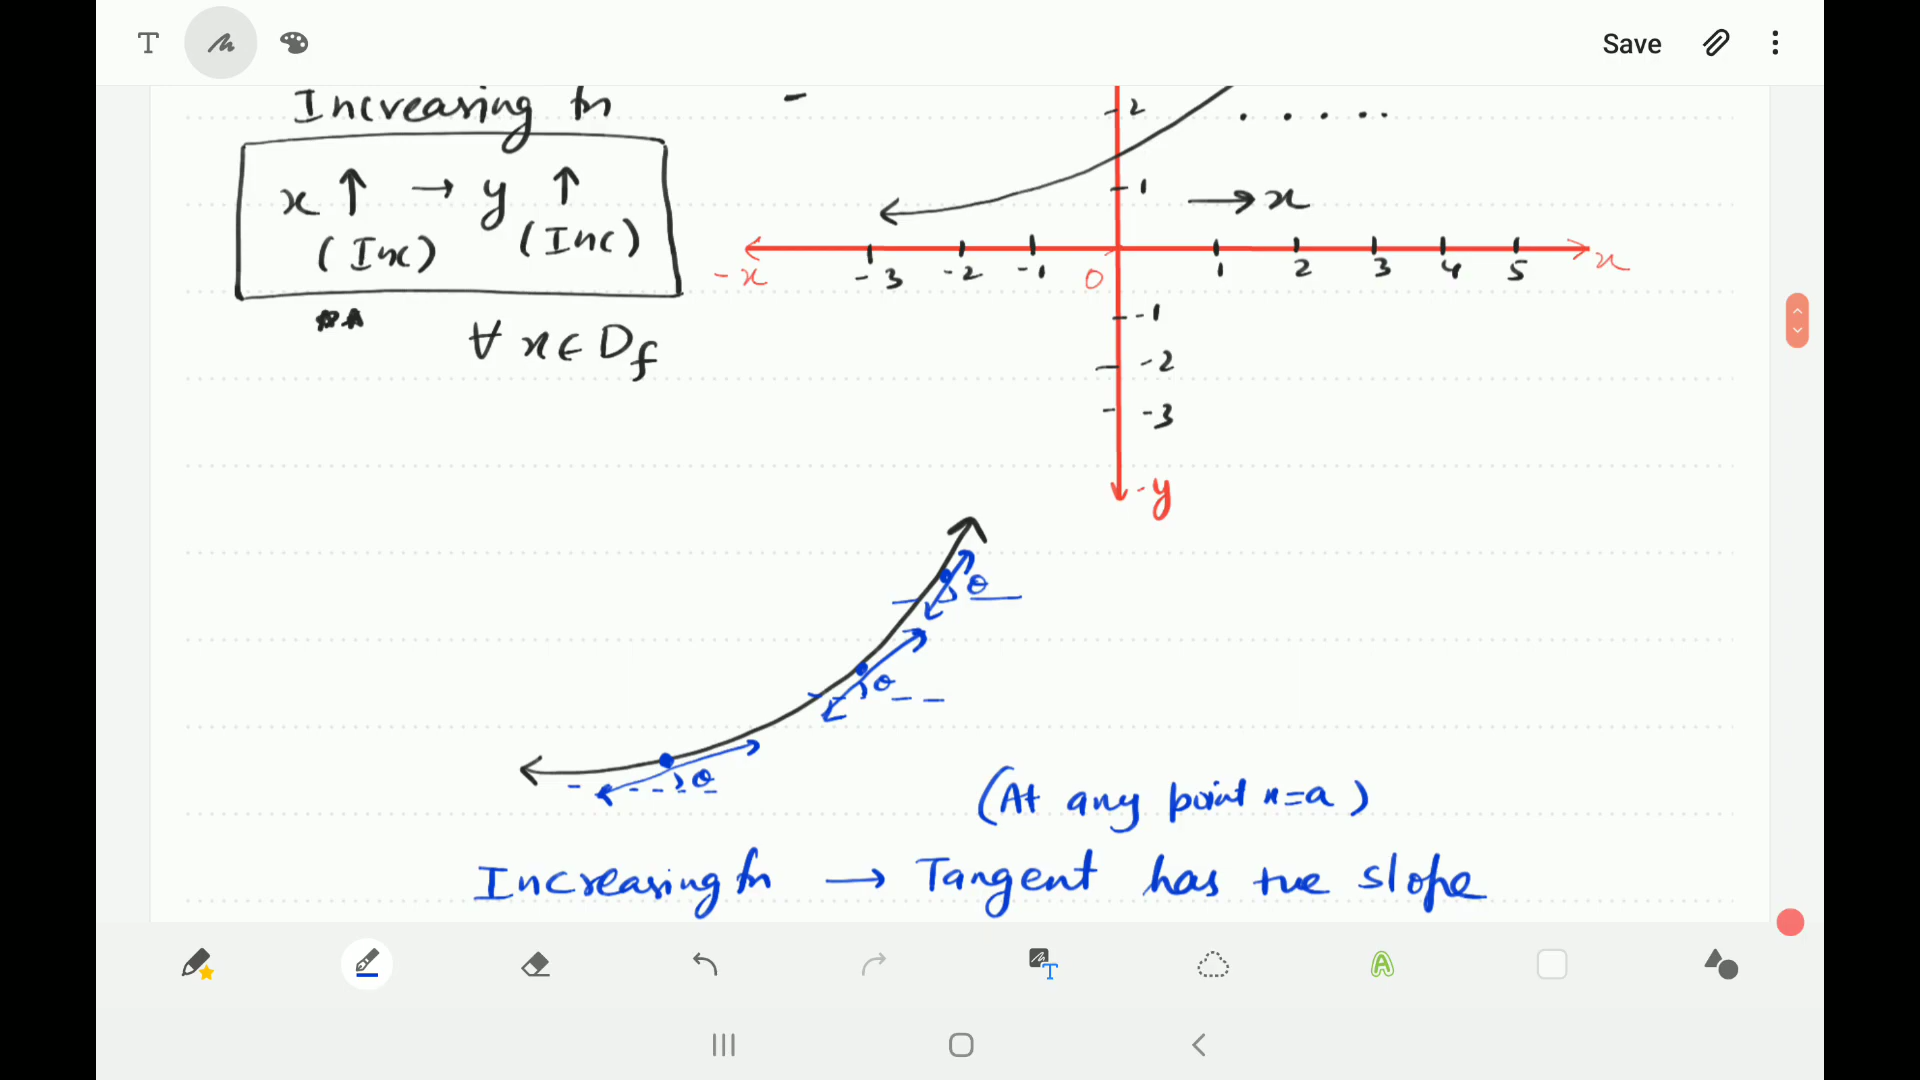 T
Save
Increasing fn
x ↑ → y ↑
(Inc) (Inc)
∀ x ∈ Df
-
2
. . . . .
1
→ x
-x
-3 -2 -1 0 1 2 3 4 5
x
-1
-2
-3
-y
θ
θ
θ
(At any point x=a)
Increasing fn → Tangent has +ve slope
T
A